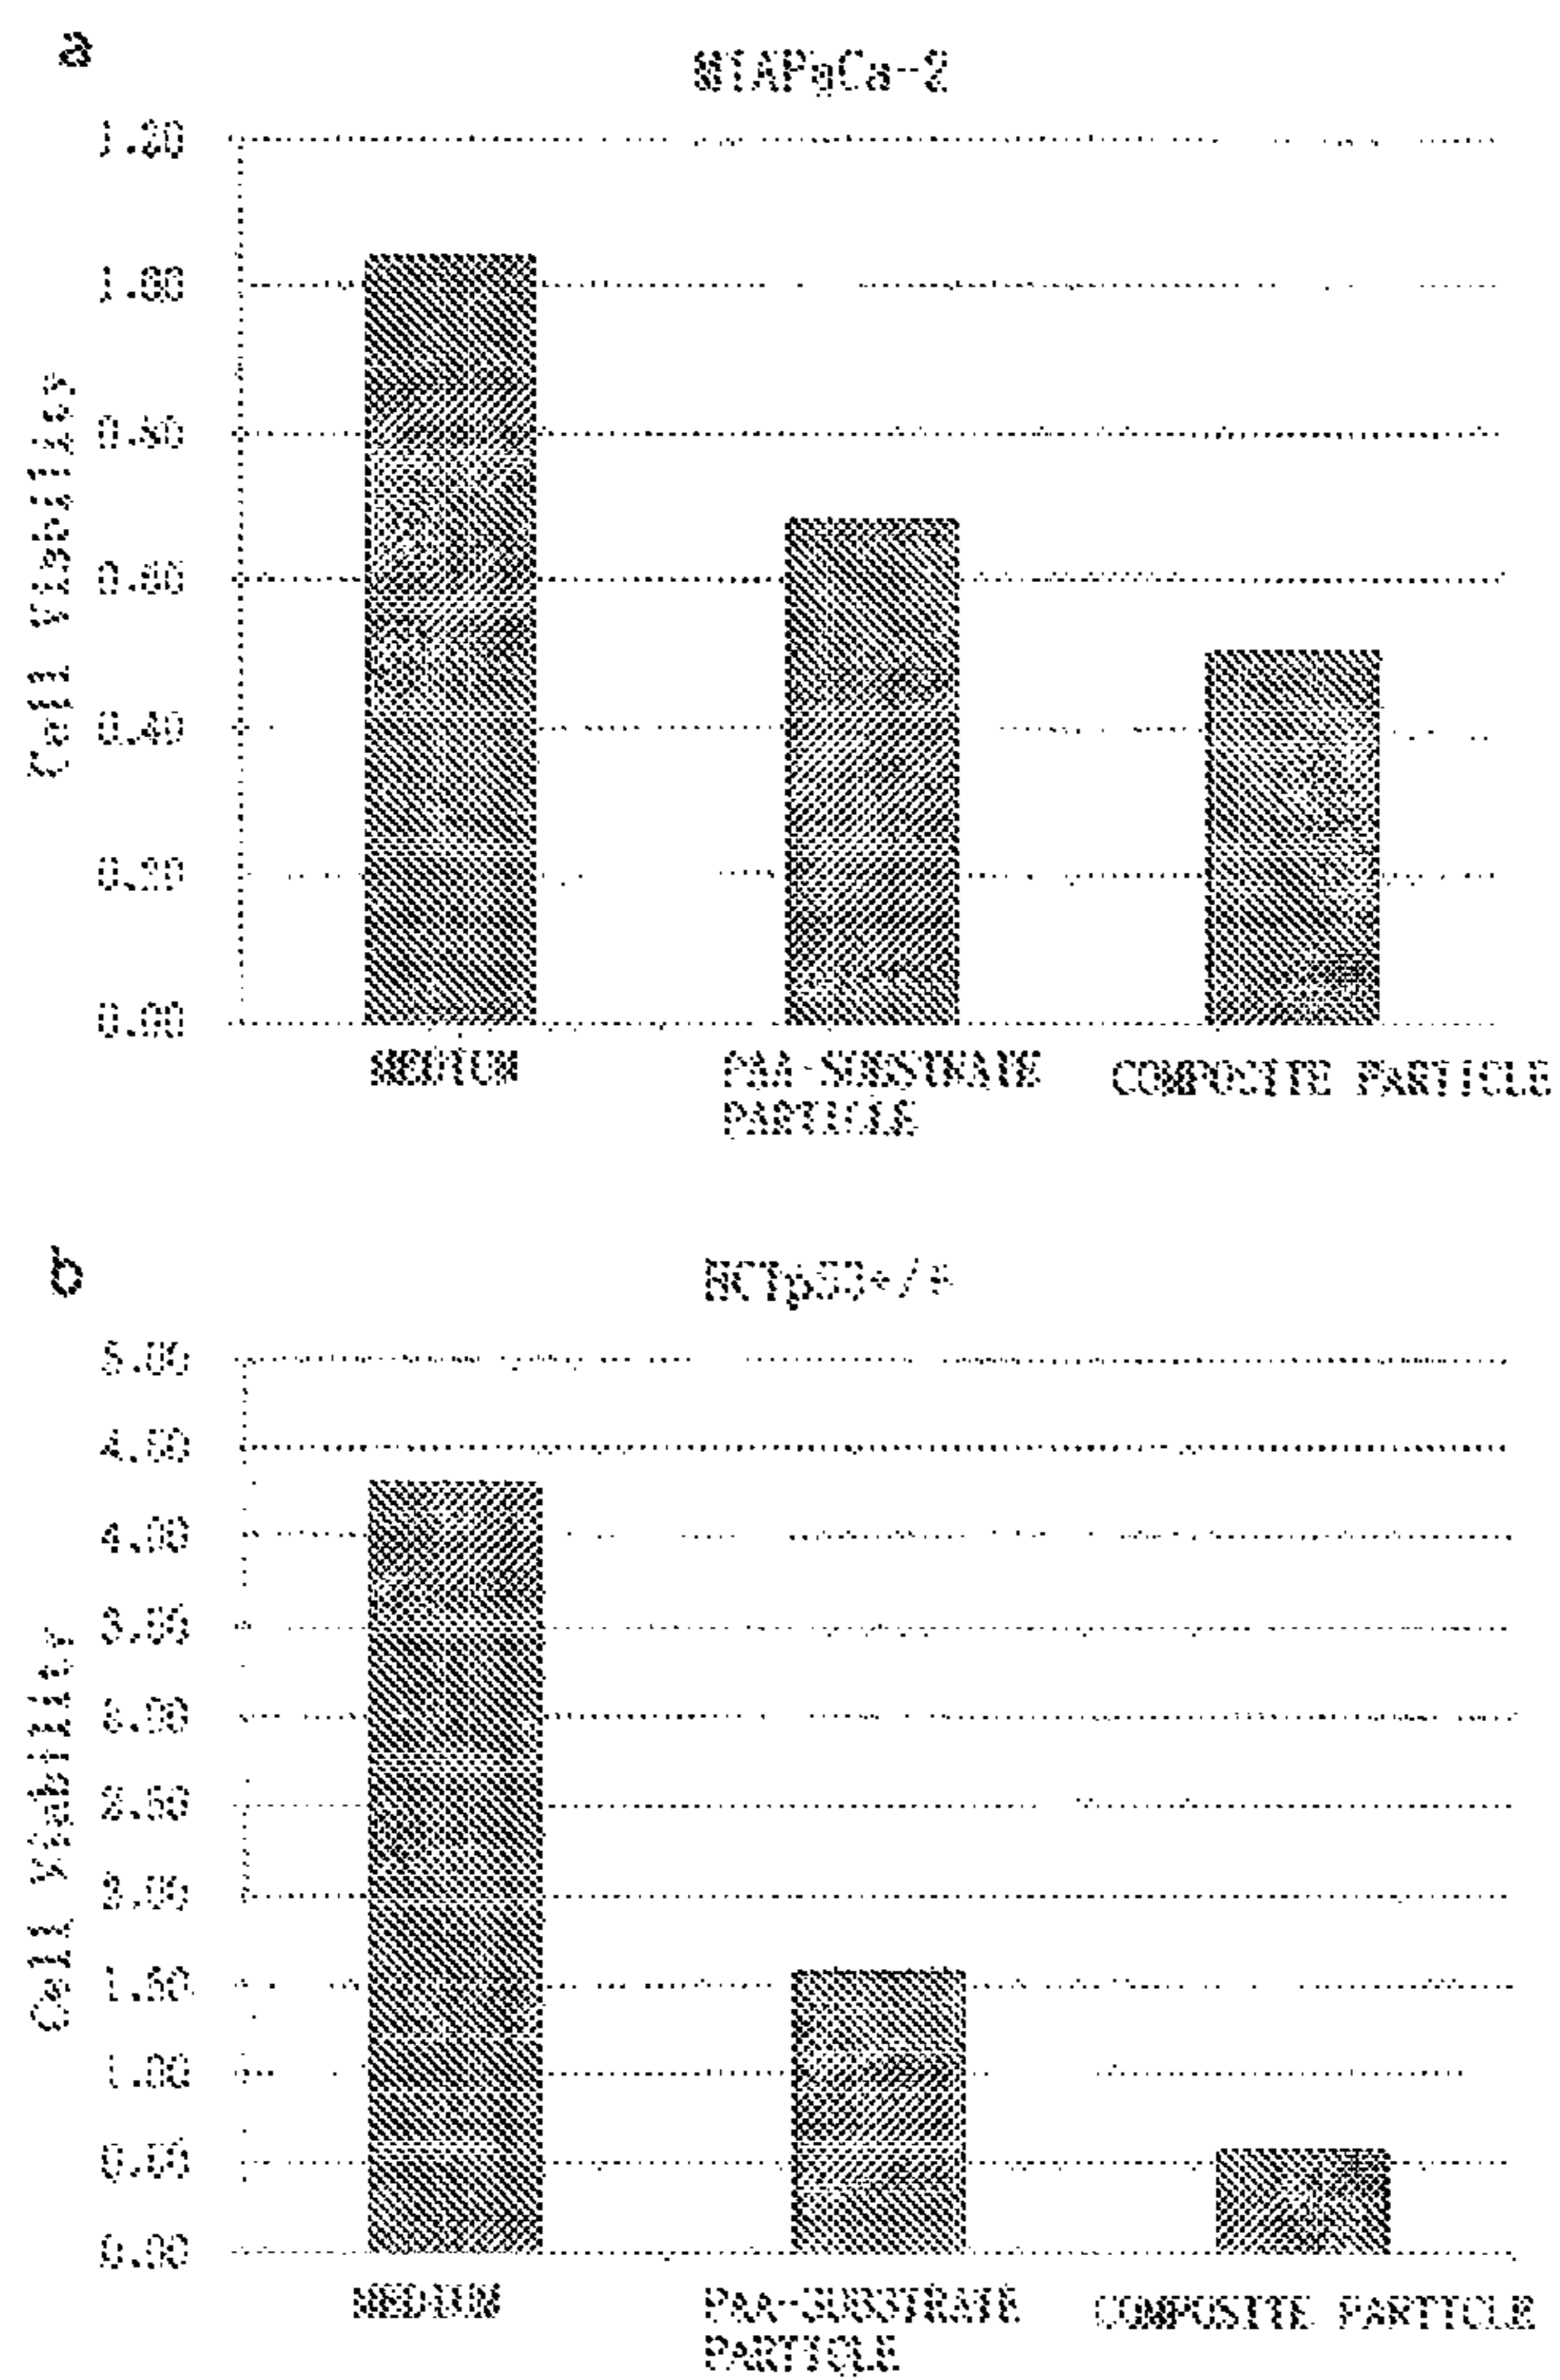 a
MIAPaCa-2
1.20
1.00
0.80
0.60
0.40
0.20
0.00
Cell Viability
MEDIUM
PAA-SUBSTRATE
PARTICLE
COMPOSITE PARTICLE
b
HCTp53+/+
5.00
4.50
4.00
3.50
3.00
2.50
2.00
1.50
1.00
0.50
0.00
Cell Viability
MEDIUM
PAA-SUBSTRATE
PARTICLE
COMPOSITE PARTICLE